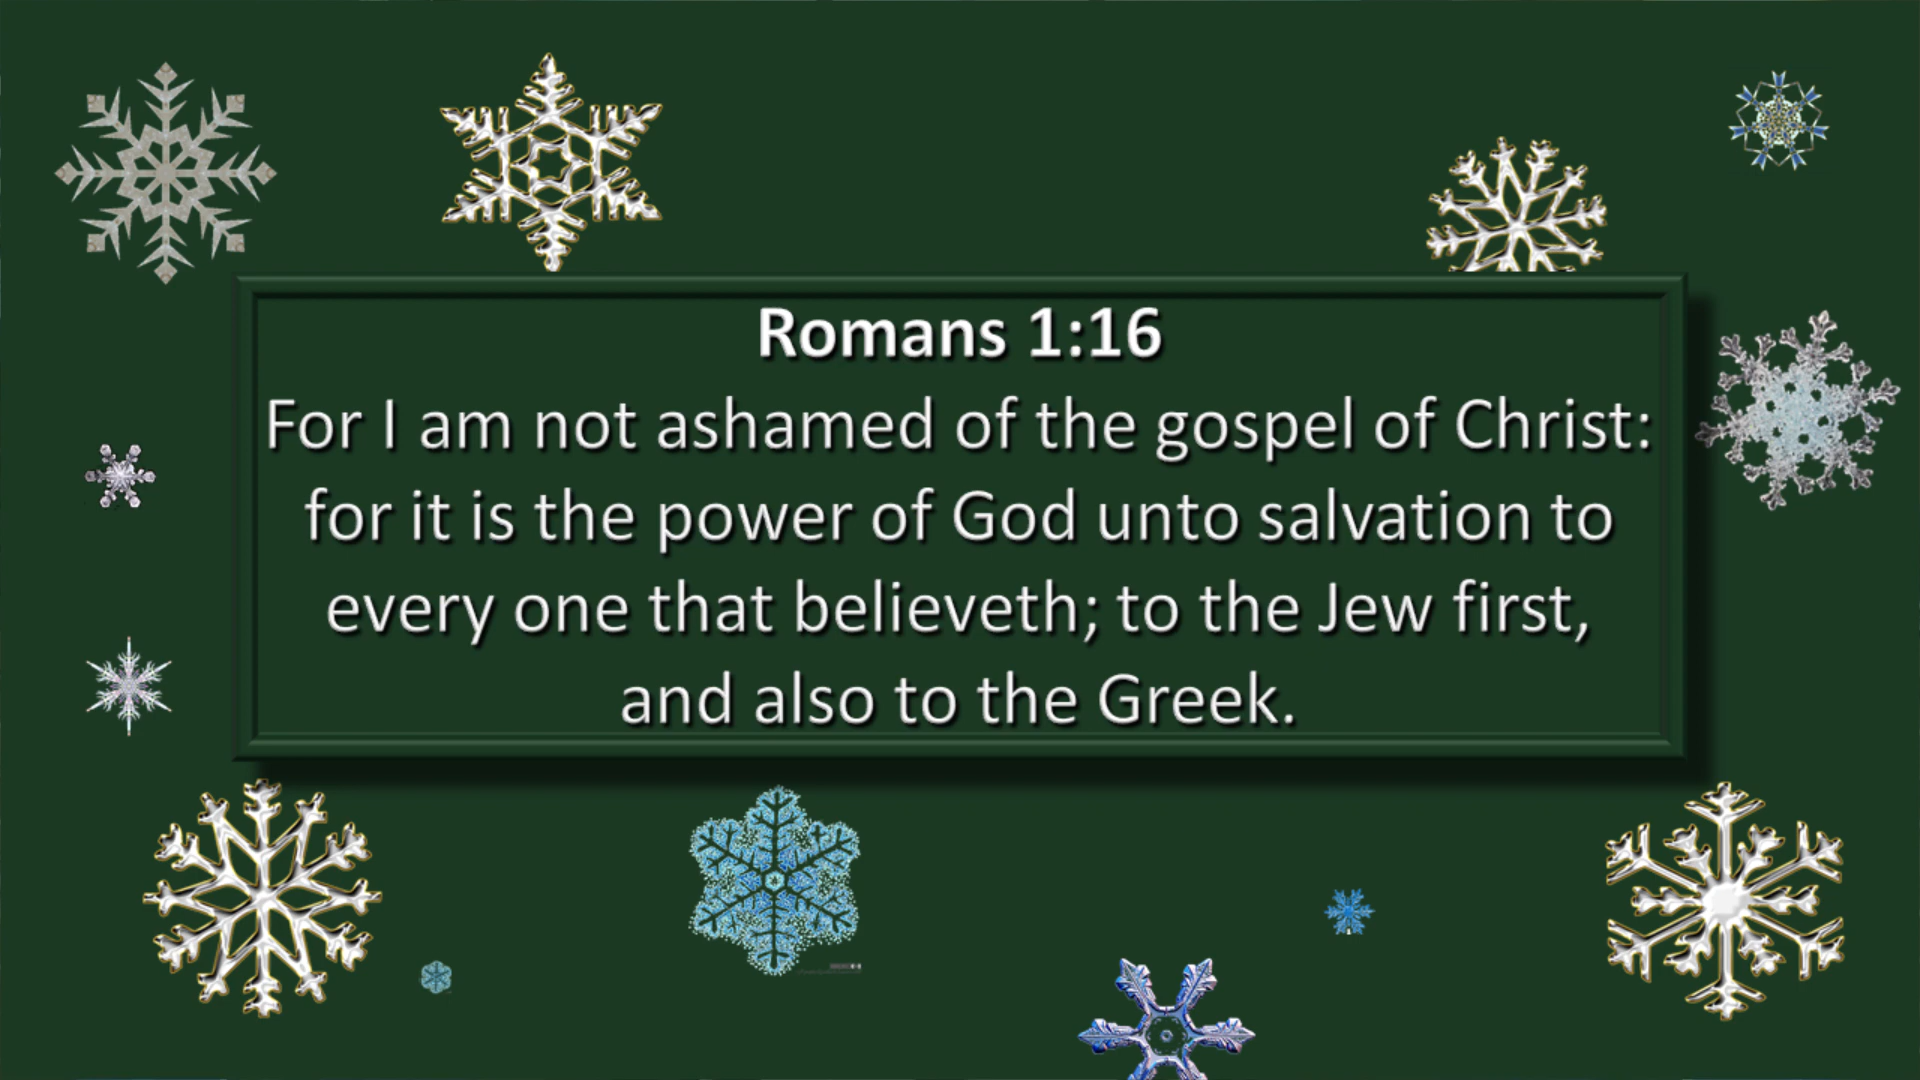 Romans 1:16
For I am not ashamed of the gospel of Christ:
for it is the power of God unto salvation to
every one that believeth; to the Jew first,
and also to the Greek.